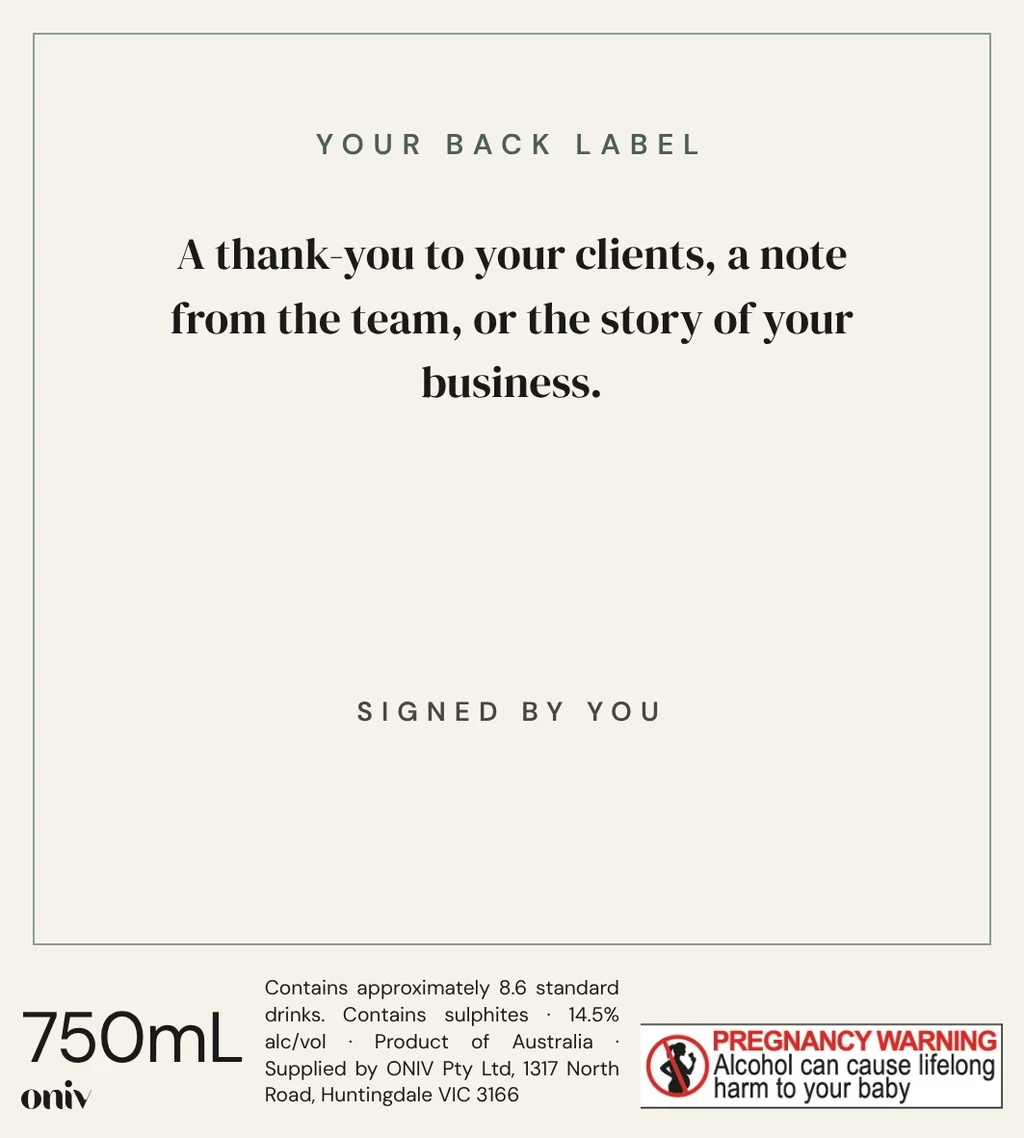 YOUR BACK LABEL
A thank-you to your clients, a note
from the team, or the story of your
business.
SIGNED BY YOU
750mL
oniv
Contains approximately 8.6 standard
drinks. Contains sulphites · 14.5%
alc/vol · Product of Australia ·
Supplied by ONIV Pty Ltd, 1317 North
Road, Huntingdale VIC 3166
PREGNANCY WARNING
Alcohol can cause lifelong
harm to your baby